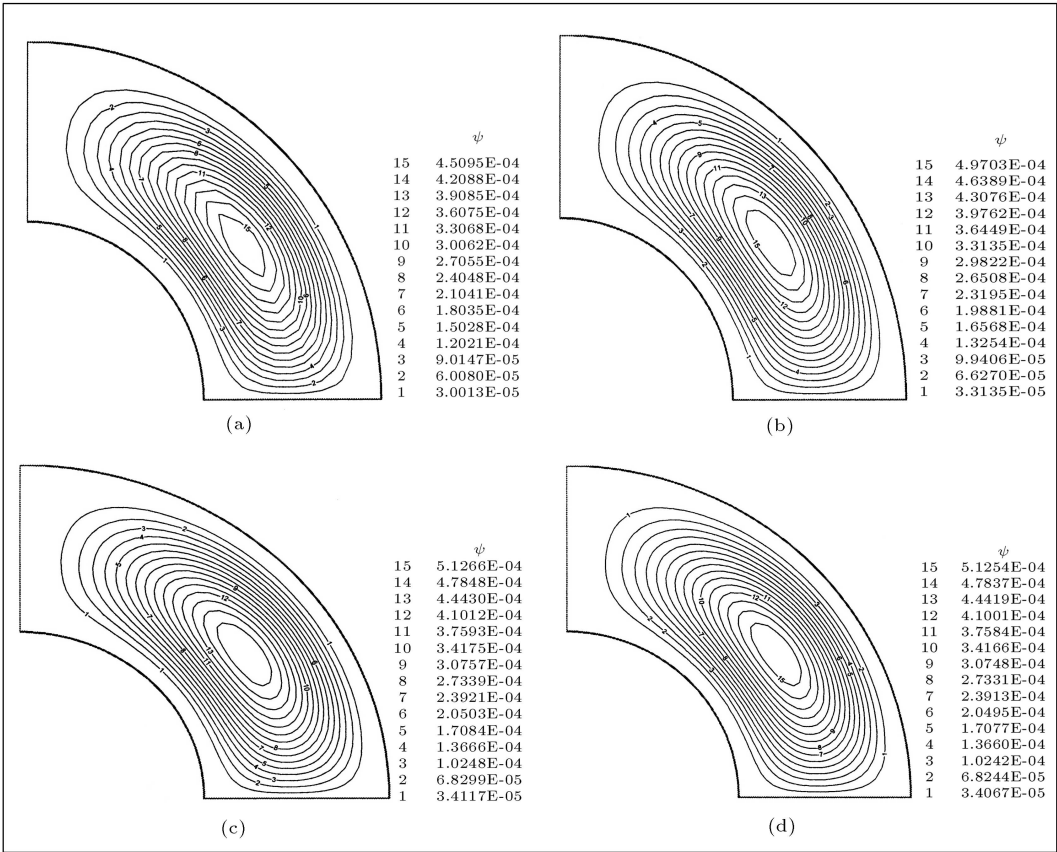 ψ
15 4.5095E-04
14 4.2088E-04
13 3.9085E-04
12 3.6075E-04
11 3.3068E-04
10 3.0062E-04
9 2.7055E-04
8 2.4048E-04
7 2.1041E-04
6 1.8035E-04
5 1.5028E-04
4 1.2021E-04
3 9.0147E-05
2 6.0080E-05
1 3.0013E-05
(a)
ψ
15 4.9703E-04
14 4.6389E-04
13 4.3076E-04
12 3.9762E-04
11 3.6449E-04
10 3.3135E-04
9 2.9822E-04
8 2.6508E-04
7 2.3195E-04
6 1.9881E-04
5 1.6568E-04
4 1.3254E-04
3 9.9406E-05
2 6.6270E-05
1 3.3135E-05
(b)
ψ
15 5.1266E-04
14 4.7848E-04
13 4.4430E-04
12 4.1012E-04
11 3.7593E-04
10 3.4175E-04
9 3.0757E-04
8 2.7339E-04
7 2.3921E-04
6 2.0503E-04
5 1.7084E-04
4 1.3666E-04
3 1.0248E-04
2 6.8299E-05
1 3.4117E-05
(c)
ψ
15 5.1254E-04
14 4.7837E-04
13 4.4419E-04
12 4.1001E-04
11 3.7584E-04
10 3.4166E-04
9 3.0748E-04
8 2.7331E-04
7 2.3913E-04
6 2.0495E-04
5 1.7077E-04
4 1.3660E-04
3 1.0242E-04
2 6.8244E-05
1 3.4067E-05
(d)